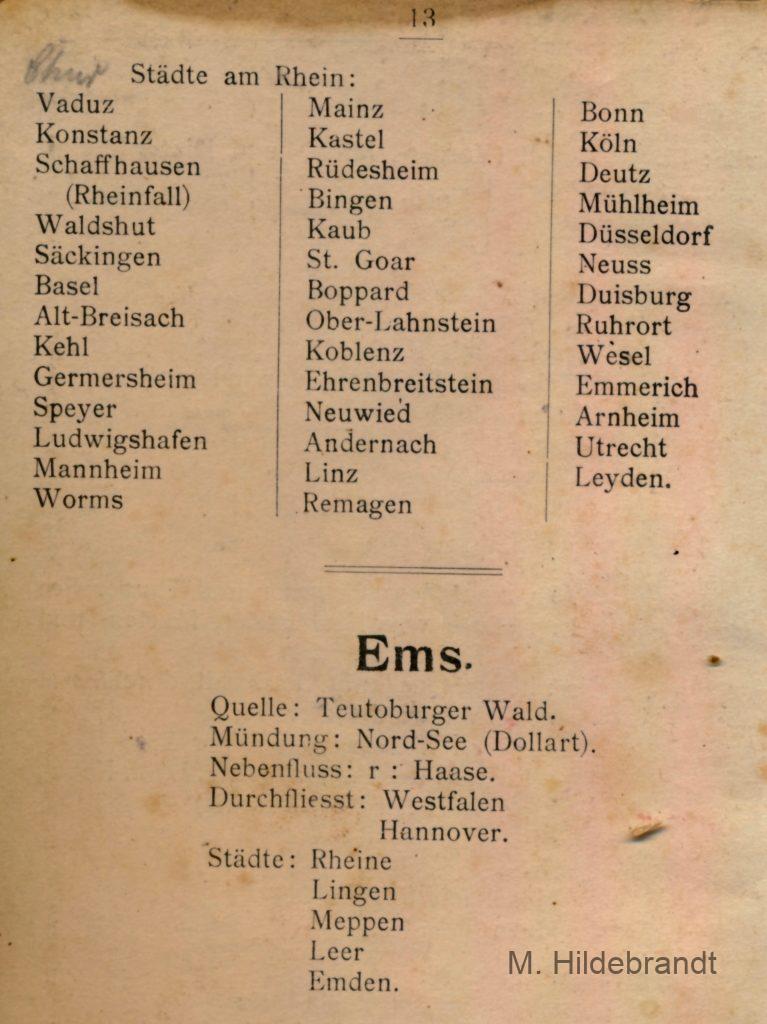 13
Chur
Städte am Rhein:
Vaduz
Konstanz
Schaffhausen
(Rheinfall)
Waldshut
Säckingen
Basel
Alt-Breisach
Kehl
Germersheim
Speyer
Ludwigshafen
Mannheim
Worms
Mainz
Kastel
Rüdesheim
Bingen
Kaub
St. Goar
Boppard
Ober-Lahnstein
Koblenz
Ehrenbreitstein
Neuwied
Andernach
Linz
Remagen
Bonn
Köln
Deutz
Mühlheim
Düsseldorf
Neuss
Duisburg
Ruhrort
Wesel
Emmerich
Arnheim
Utrecht
Leyden.
Ems.
Quelle: Teutoburger Wald.
Mündung: Nord-See (Dollart).
Nebenfluss: r : Haase.
Durchfliesst: Westfalen
Hannover.
Städte: Rheine
Lingen
Meppen
Leer
Emden.
M. Hildebrandt